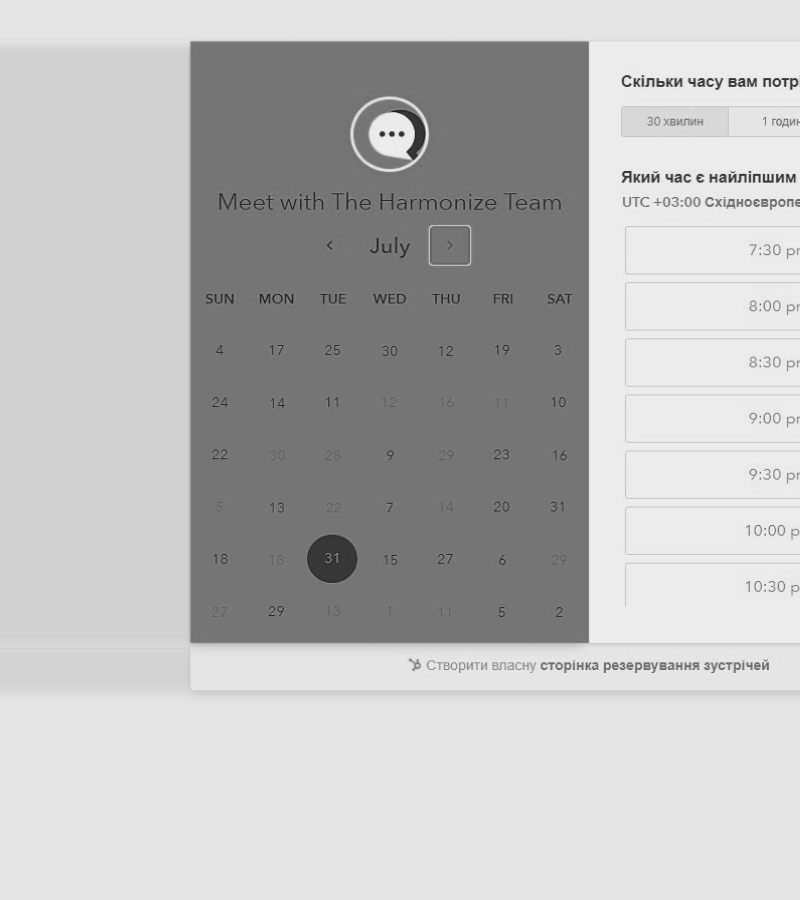 Meet with The Harmonize Team
July
SUN MON TUE WED THU FRI SAT
4 17 25 30 12 19 3
24 14 11 12 16 11 10
22 30 28 9 29 23 16
5 13 22 7 14 20 31
18 18 31 15 27 6 29
27 29 13 1 11 5 2
Скільки часу вам потрі
30 хвилин 1 годин
Який час є найліпшим
UTC +03:00 Східноєвропе
7:30 pr
8:00 pr
8:30 pr
9:00 pr
9:30 pr
10:00 p
10:30 p
Створити власну сторінка резервування зустрічей